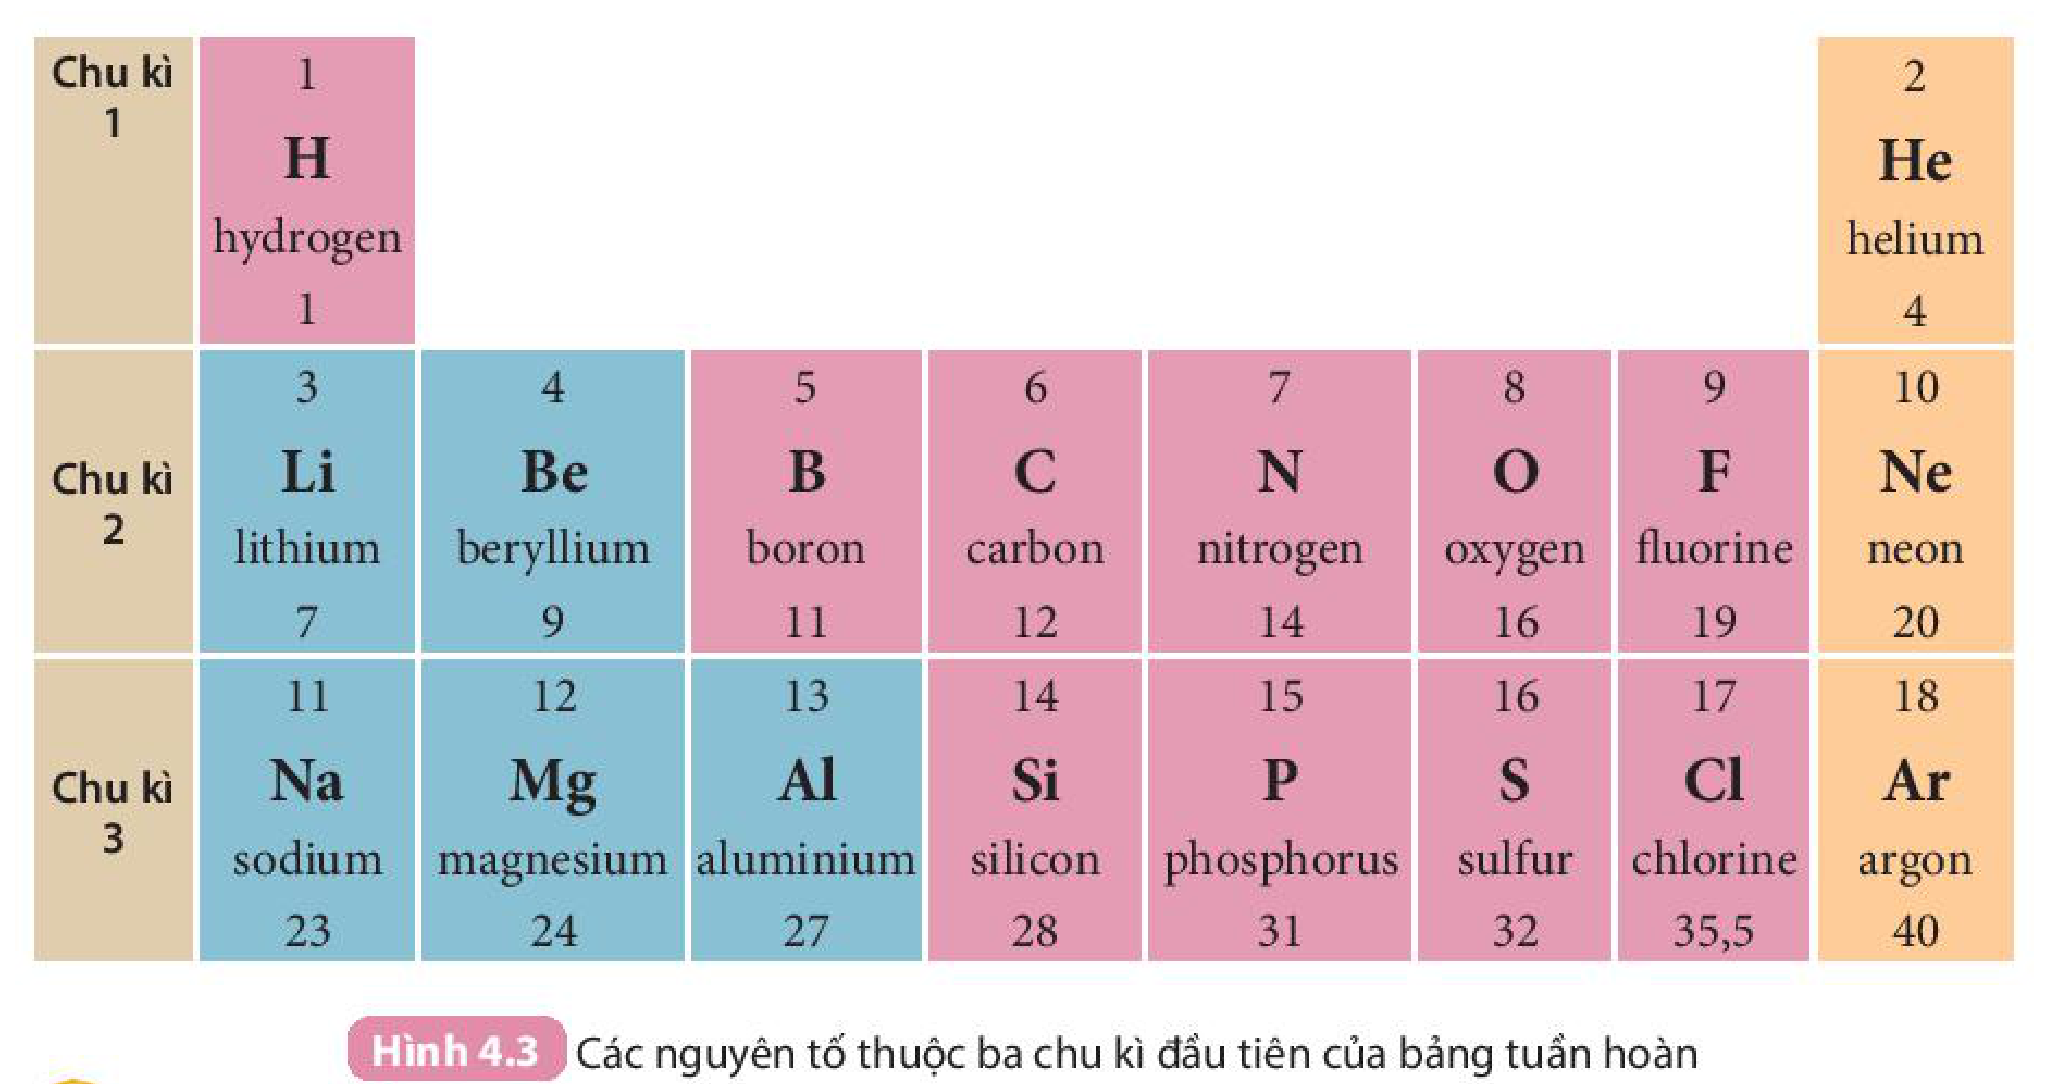 Chu kì
1
1
H
hydrogen
1
2
He
helium
4
Chu kì
2
3
Li
lithium
7
4
Be
beryllium
9
5
B
boron
11
6
C
carbon
12
7
N
nitrogen
14
8
O
oxygen
16
9
F
fluorine
19
10
Ne
neon
20
Chu kì
3
11
Na
sodium
23
12
Mg
magnesium
24
13
Al
aluminium
27
14
Si
silicon
28
15
P
phosphorus
31
16
S
sulfur
32
17
Cl
chlorine
35,5
18
Ar
argon
40
Hình 4.3 Các nguyên tố thuộc ba chu kì đầu tiên của bảng tuần hoàn